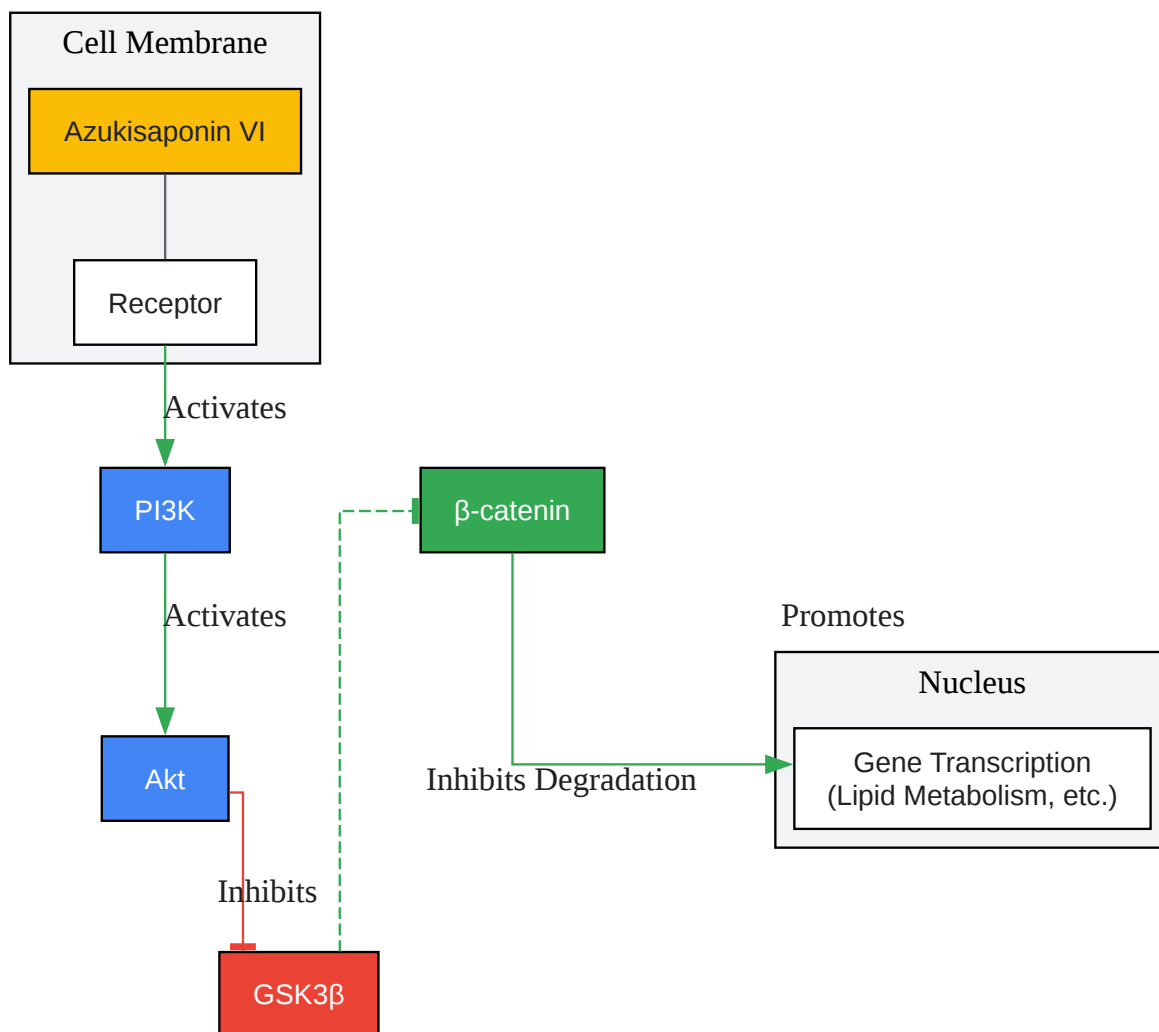 Cell Membrane
Azukisaponin VI
Receptor
Activates
PI3K
β-catenin
Activates
Promotes
Nucleus
Akt
Gene Transcription
(Lipid Metabolism, etc.)
Inhibits Degradation
Inhibits
GSK3β